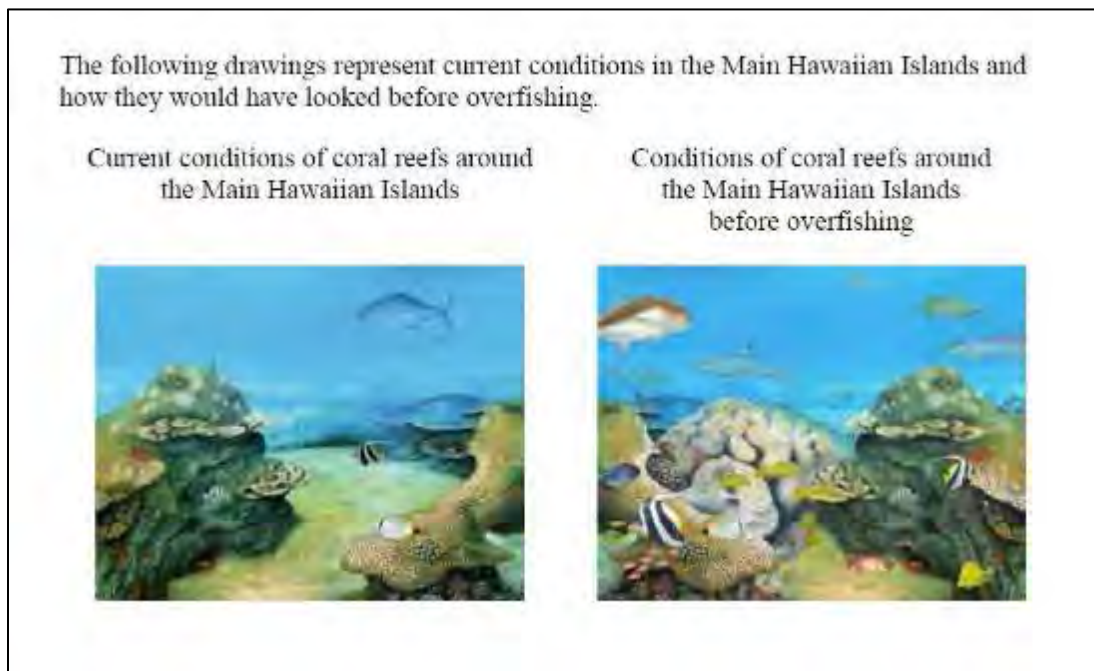 The following drawings represent current conditions in the Main Hawaiian Islands and
how they would have looked before overfishing.
Current conditions of coral reefs around
the Main Hawaiian Islands
Conditions of coral reefs around
the Main Hawaiian Islands
before overfishing